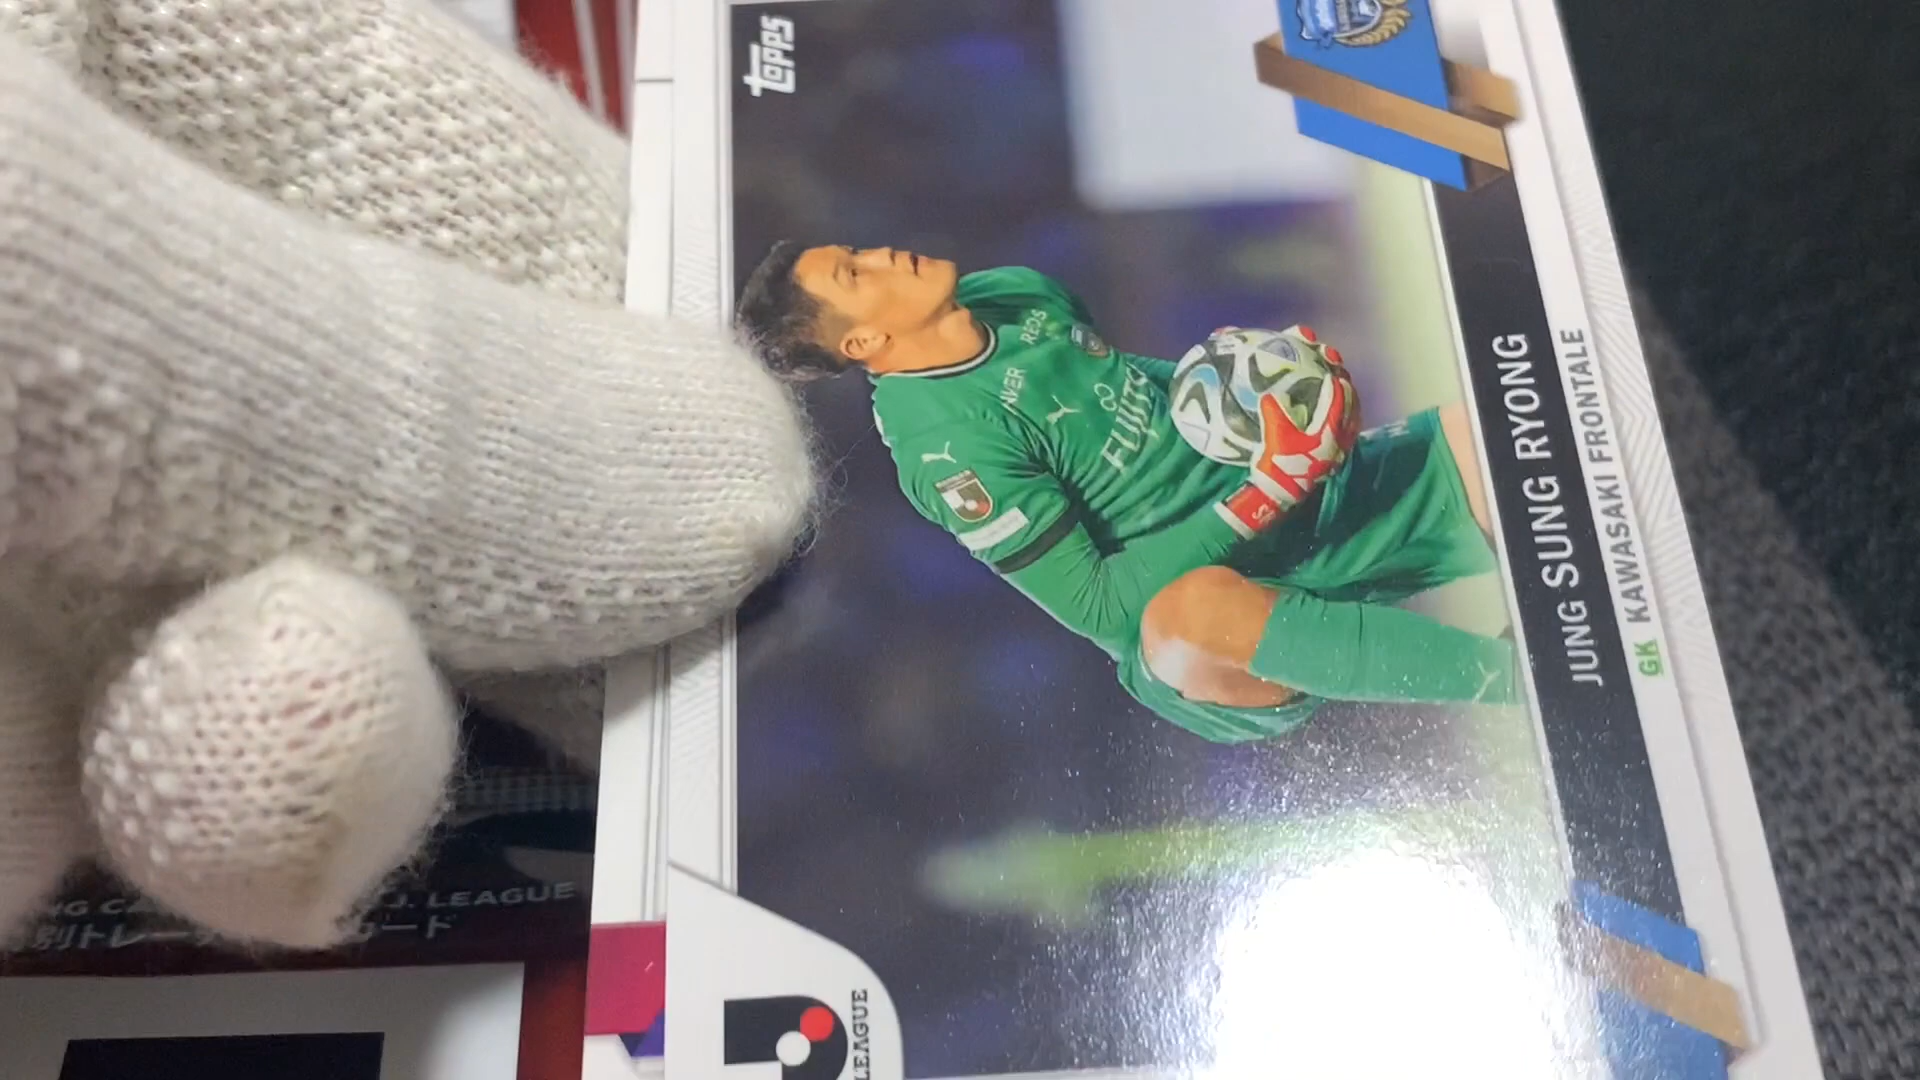 topps
FUJITSU
JUNG SUNG RYONG
GK KAWASAKI FRONTALE
LEAGUE
J. LEAGUE